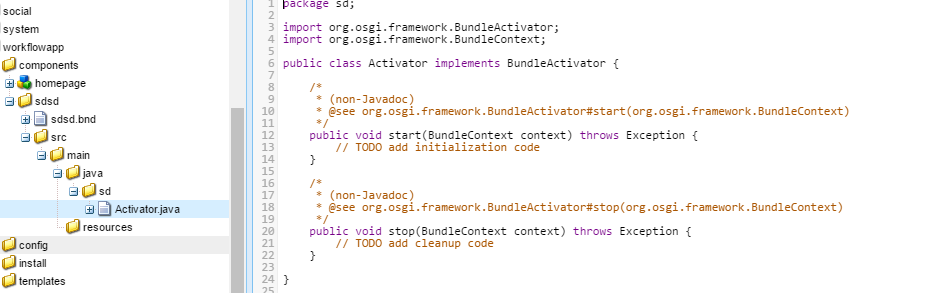 social
system
workflowapp
components
homepage
sdsd
sdsd.bnd
src
main
java
sd
Activator.java
resources
config
install
templates
1 package sd;
2
3 import org.osgi.framework.BundleActivator;
4 import org.osgi.framework.BundleContext;
5
6 public class Activator implements BundleActivator {
7
8 /*
9 * (non-Javadoc)
10 * @see org.osgi.framework.BundleActivator#start(org.osgi.framework.BundleContext)
11 */
12 public void start(BundleContext context) throws Exception {
13 // TODO add initialization code
14 }
15
16 /*
17 * (non-Javadoc)
18 * @see org.osgi.framework.BundleActivator#stop(org.osgi.framework.BundleContext)
19 */
20 public void stop(BundleContext context) throws Exception {
21 // TODO add cleanup code
22 }
23
24 }
25